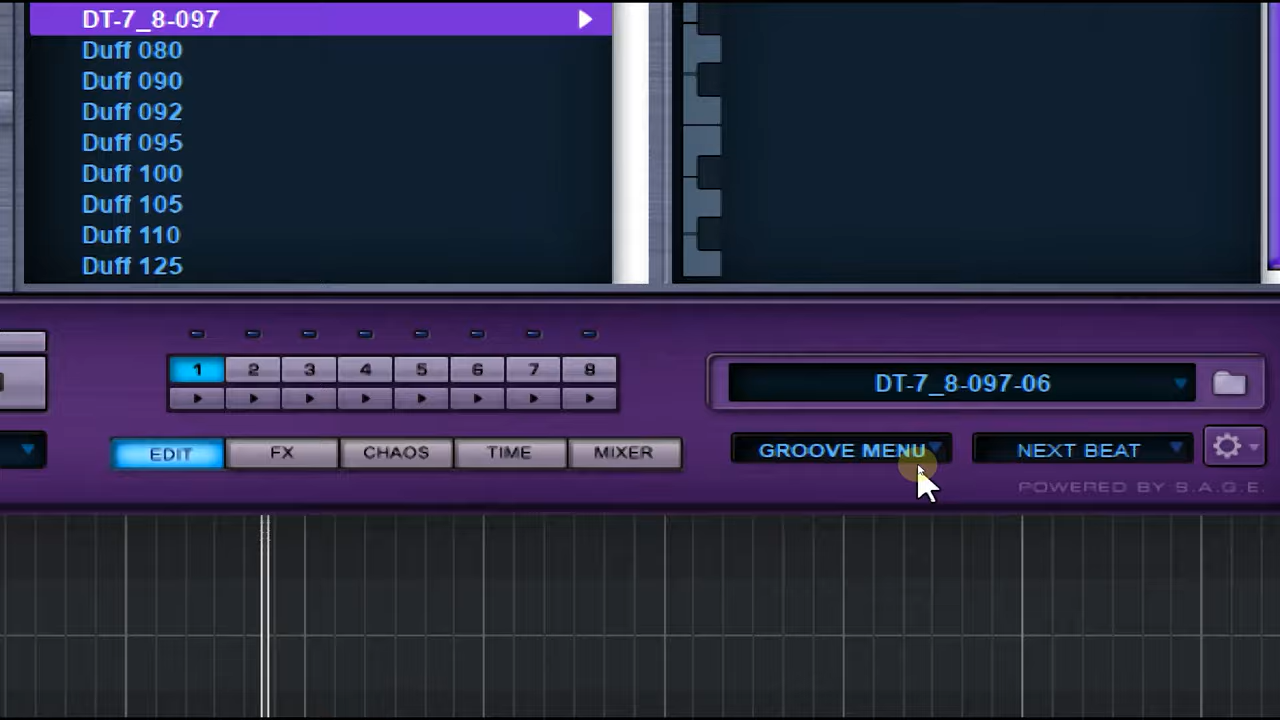 DT-7_8-097
Duff 080
Duff 090
Duff 092
Duff 095
Duff 100
Duff 105
Duff 110
Duff 125
1 2 3 4 5 6 7 8
DT-7_8-097-06
EDIT FX CHAOS TIME MIXER
GROOVE MENU NEXT BEAT
POWERED BY S.A.G.E.